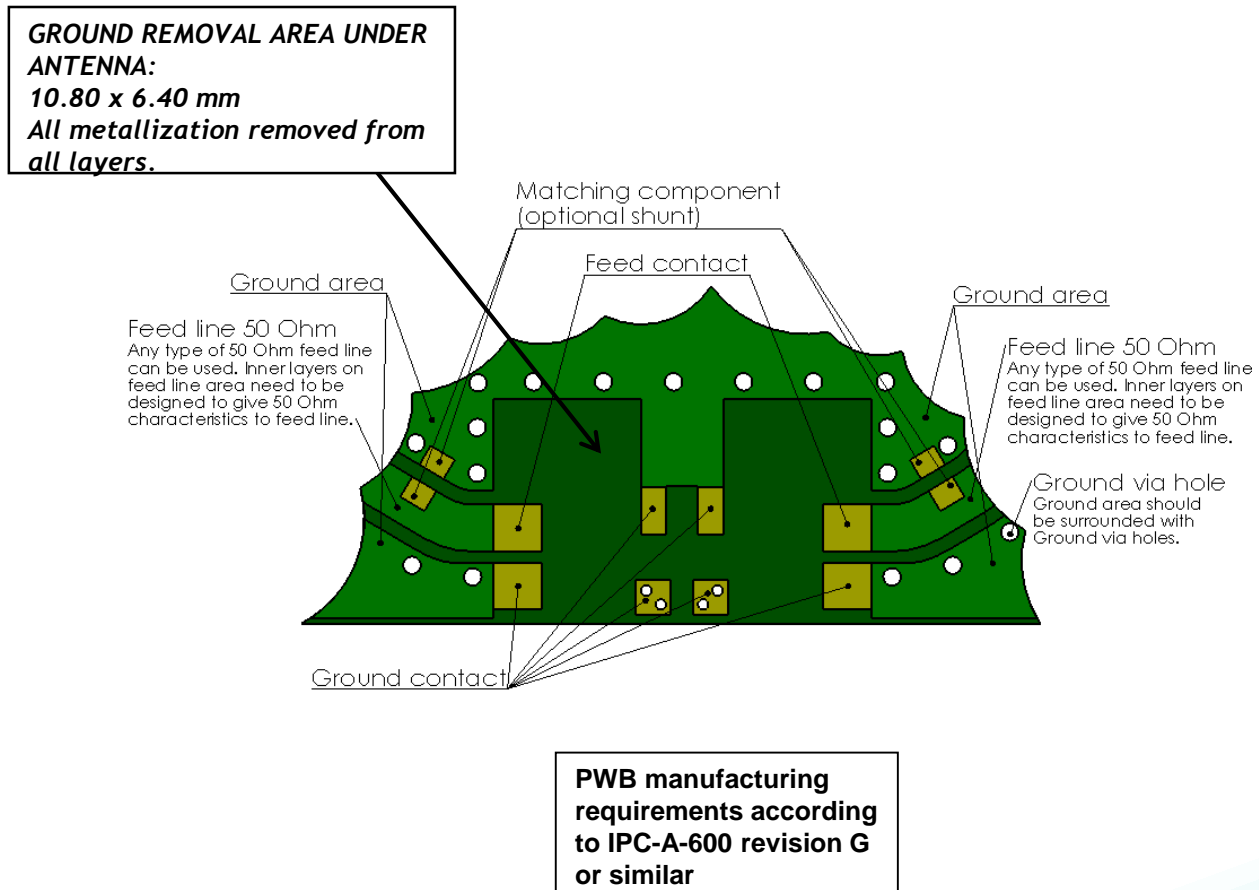 GROUND REMOVAL AREA UNDER
ANTENNA:
10.80 x 6.40 mm
All metallization removed from
all layers.
Matching component
(optional shunt)
Feed contact
Ground area
Ground area
Feed line 50 Ohm
Any type of 50 Ohm feed line
can be used. Inner layers on
feed line area need to be
designed to give 50 Ohm
characteristics to feed line.
Feed line 50 Ohm
Any type of 50 Ohm feed line
can be used. Inner layers on
feed line area need to be
designed to give 50 Ohm
characteristics to feed line.
Ground via hole
Ground area should
be surrounded with
Ground via holes.
Ground contact
PWB manufacturing
requirements according
to IPC-A-600 revision G
or similar